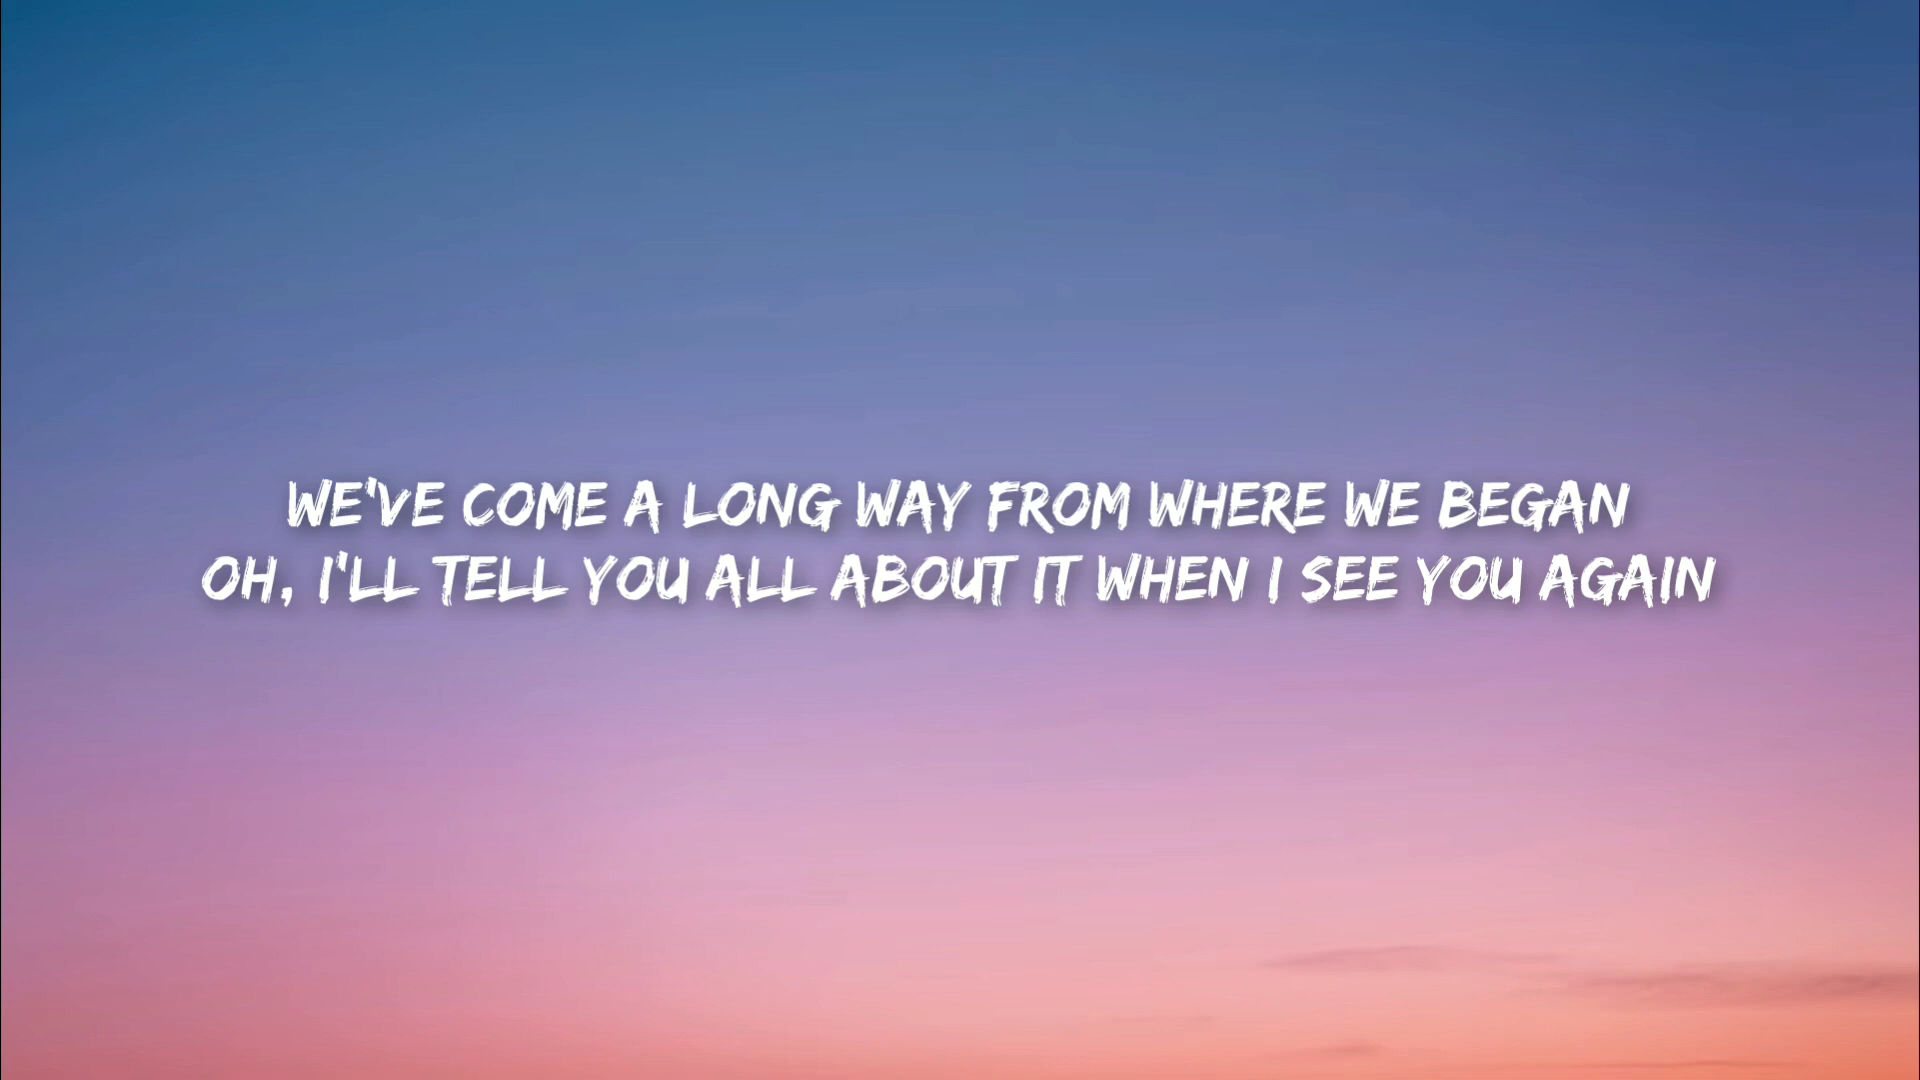 WE'VE COME A LONG WAY FROM WHERE WE BEGAN
OH, I'LL TELL YOU ALL ABOUT IT WHEN I SEE YOU AGAIN